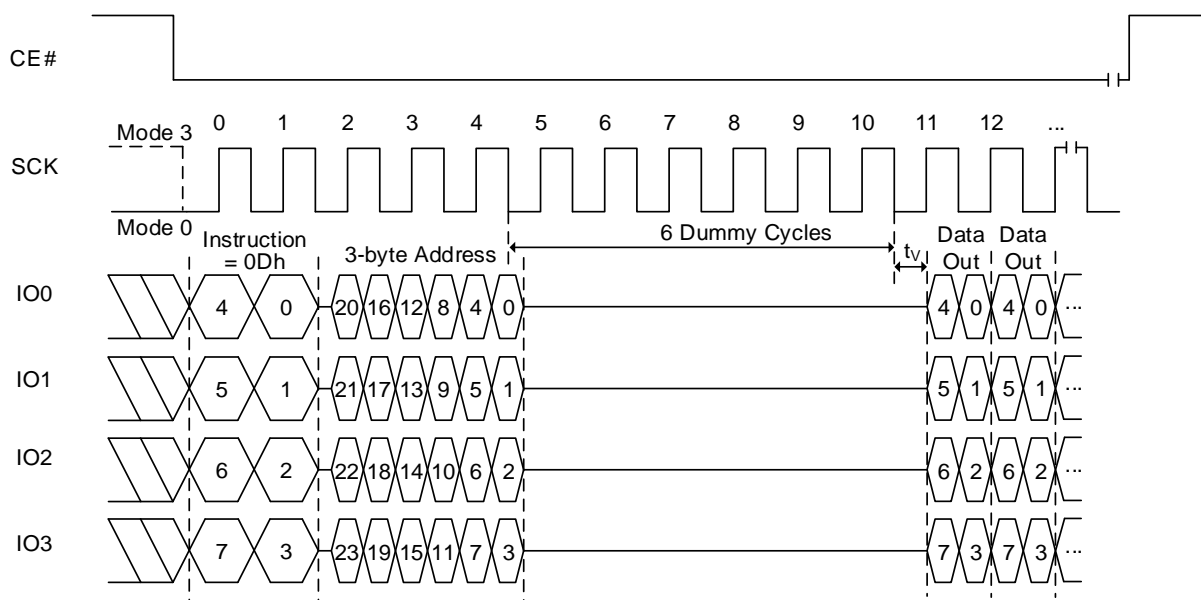 CE#
0 1 2 3 4 5 6 7 8 9 10 11 12 ...
Mode 3
SCK
Mode 0
Instruction
= 0Dh
3-byte Address
6 Dummy Cycles
tV
Data
Out
Data
Out
IO0 4 0 20 16 12 8 4 0 4 0 4 0 ...
IO1 5 1 21 17 13 9 5 1 5 1 5 1 ...
IO2 6 2 22 18 14 10 6 2 6 2 6 2 ...
IO3 7 3 23 19 15 11 7 3 7 3 7 3 ...